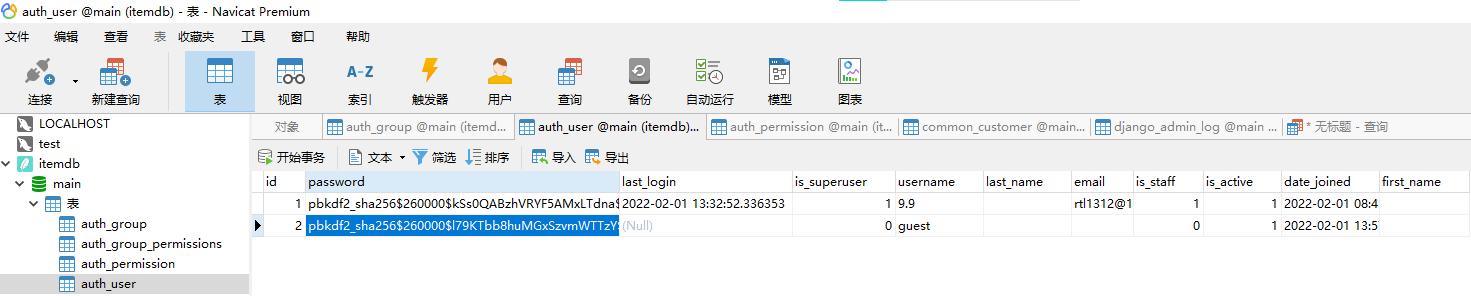 auth_user @main (itemdb) - 表 - Navicat Premium
文件 编辑 查看 表 收藏夹 工具 窗口 帮助
连接 新建查询 表 视图 索引 触发器 用户 查询 备份 自动运行 模型 图表
A-Z
LOCALHOST
test
itemdb
main
表
auth_group
auth_group_permissions
auth_permission
auth_user
对象 auth_group @main (itemd... auth_user @main (itemdb)... auth_permission @main (it... common_customer @main... django_admin_log @main ... * 无标题 - 查询
开始事务 文本 筛选 排序 导入 导出
id password last_login is_superuser username last_name email is_staff is_active date_joined first_name
1 pbkdf2_sha256$260000$kSs0QABzhVRYF5AMxLTdna$ 2022-02-01 13:32:52.336353 1 9.9 rtl1312@1 1 1 2022-02-01 08:4
2 pbkdf2_sha256$260000$l79KTbb8huMGxSzvmWTTzY (Null) 0 guest 0 1 2022-02-01 13:5